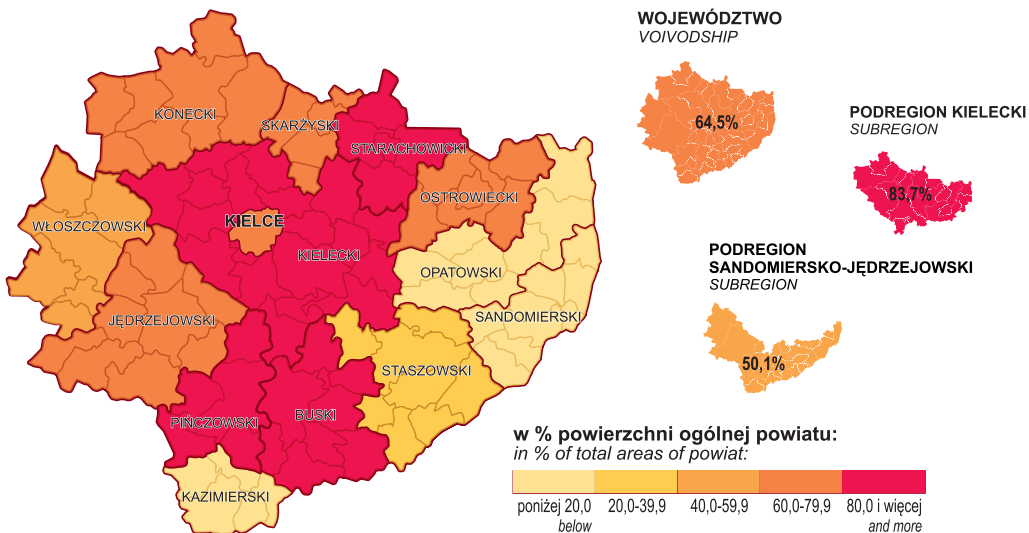 WOJEWÓDZTWO
VOIVODSHIP
64,5%
PODREGION KIELECKI
SUBREGION
83,7%
PODREGION
SANDOMIERSKO-JĘDRZEJOWSKI
SUBREGION
50,1%
KONECKI
SKARŻYSKI
STARACHOWICKI
OSTROWIECKI
WŁOSZCZOWSKI
KIELCE
KIELECKI
OPATOWSKI
JĘDRZEJOWSKI
SANDOMIERSKI
STASZOWSKI
PIŃCZOWSKI
BUSKI
KAZIMIERSKI
w % powierzchni ogólnej powiatu:
in % of total areas of powiat:
poniżej 20,0 20,0-39,9 40,0-59,9 60,0-79,9 80,0 i więcej
below and more